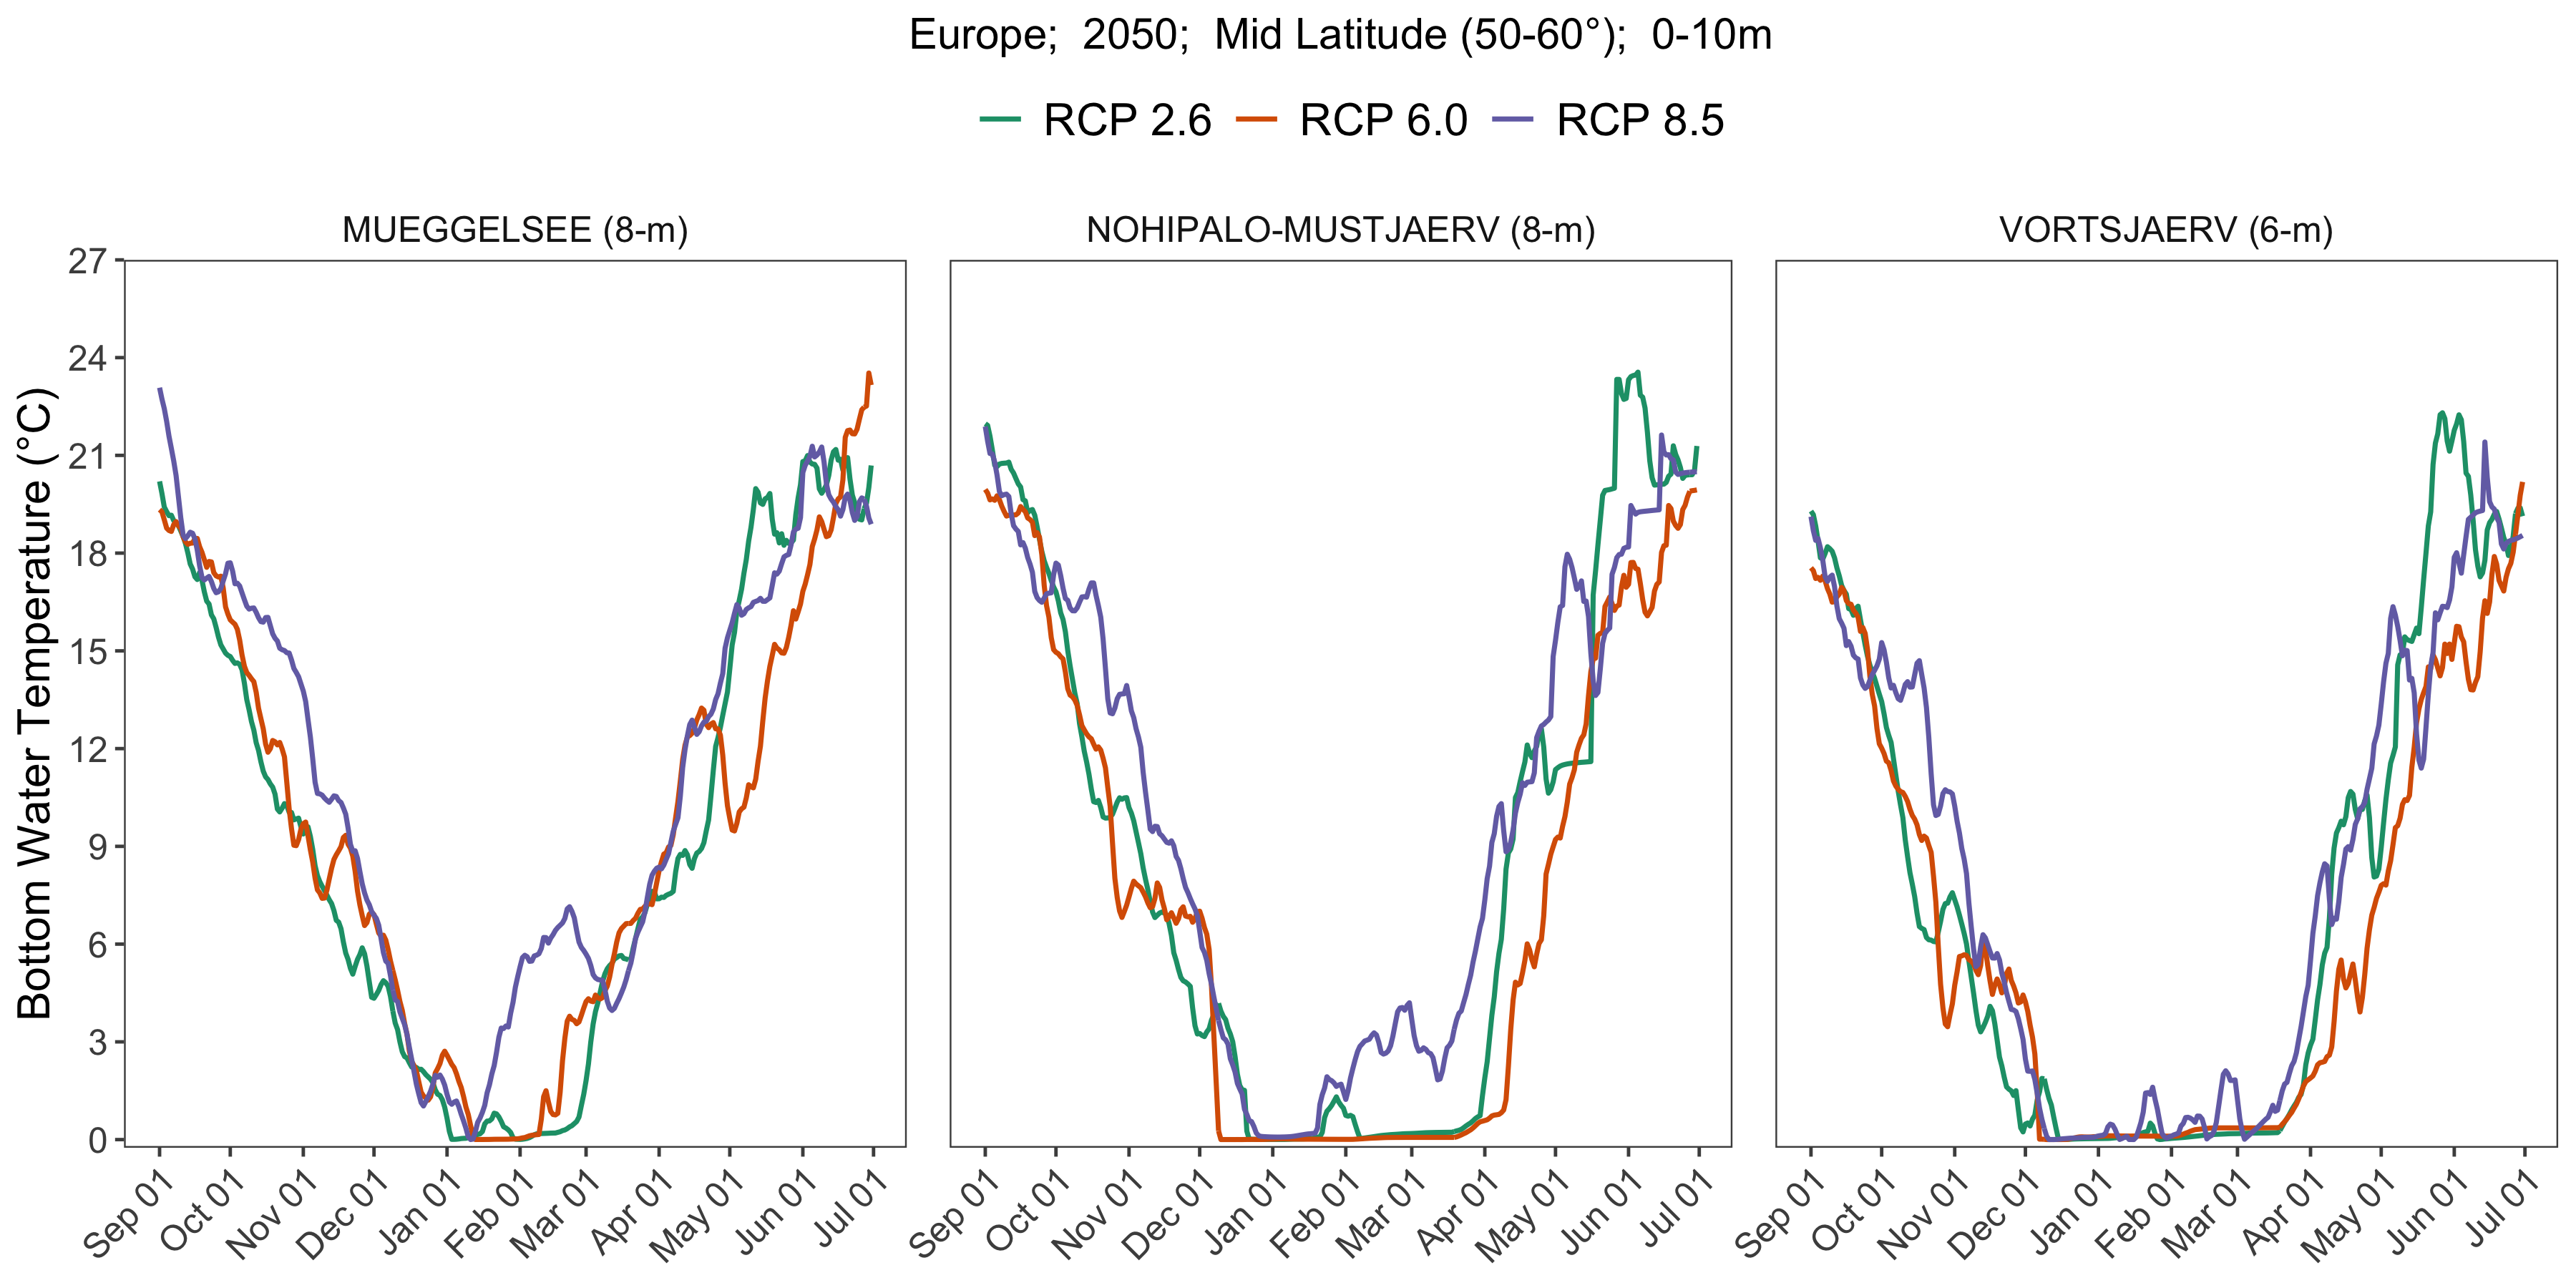 Europe;  2050;  Mid Latitude (50-60°);  0-10m
RCP 2.6 RCP 6.0 RCP 8.5
MUEGGELSEE (8-m)
NOHIPALO-MUSTJAERV (8-m)
VORTSJAERV (6-m)
Bottom Water Temperature (°C)
27
24
21
18
15
12
9
6
3
0
Sep 01 Oct 01 Nov 01 Dec 01 Jan 01 Feb 01 Mar 01 Apr 01 May 01 Jun 01 Jul 01
Sep 01 Oct 01 Nov 01 Dec 01 Jan 01 Feb 01 Mar 01 Apr 01 May 01 Jun 01 Jul 01
Sep 01 Oct 01 Nov 01 Dec 01 Jan 01 Feb 01 Mar 01 Apr 01 May 01 Jun 01 Jul 01